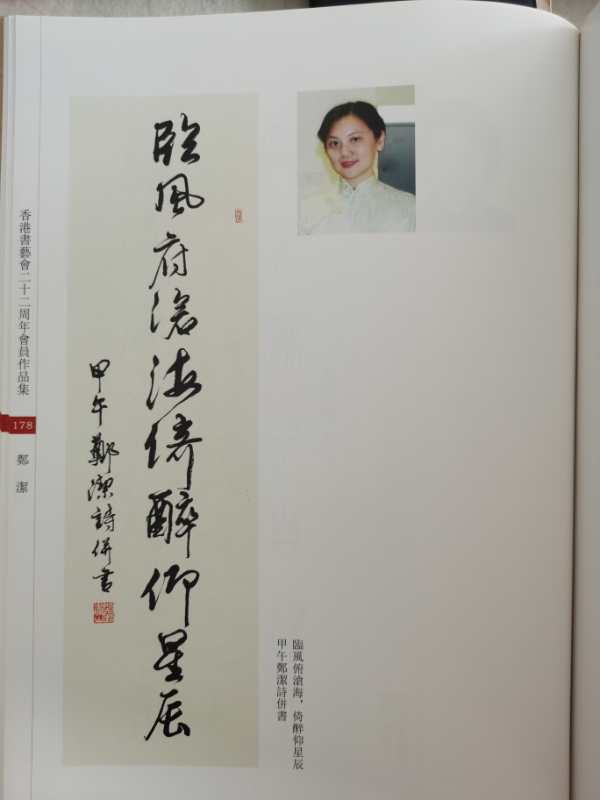 臨風府滄海倚醉仰星辰
甲午鄭潔詩併書
臨風俯滄海，倚醉仰星辰
甲午鄭潔詩併書
香港書藝會二十二周年會員作品集
178
鄭潔